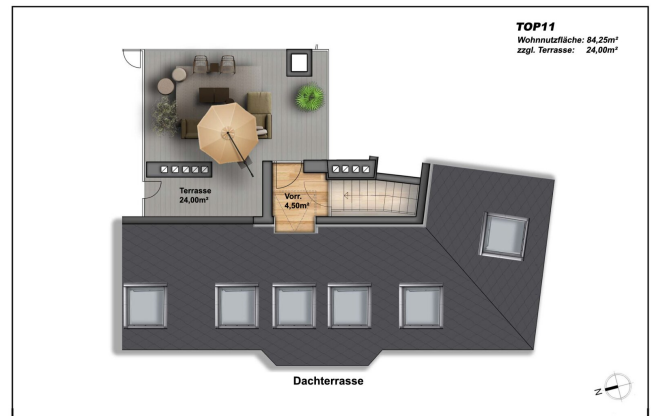 TOP11
Wohnnutzfläche: 84,25m²
zzgl. Terrasse: 24,00m²
Terrasse
24,00m²
Vorr.
4,50m²
Dachterrasse
N